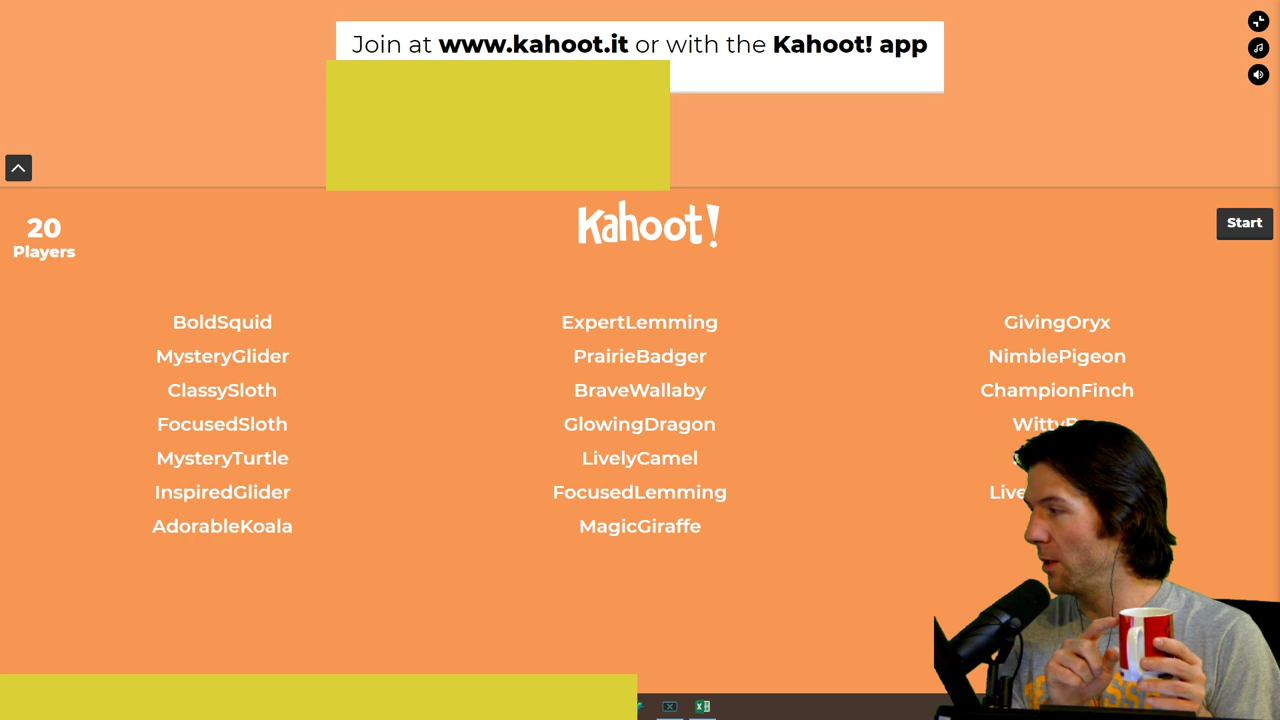 Join at www.kahoot.it or with the Kahoot! app
20
Players
Kahoot!
Start
BoldSquid
ExpertLemming
GivingOryx
MysteryGlider
PrairieBadger
NimblePigeon
ClassySloth
BraveWallaby
ChampionFinch
FocusedSloth
GlowingDragon
MysteryTurtle
LivelyCamel
InspiredGlider
FocusedLemming
AdorableKoala
MagicGiraffe